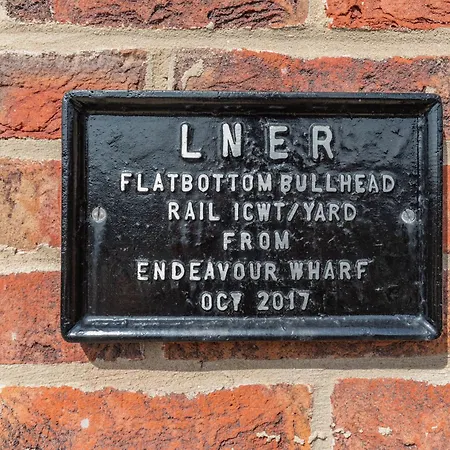 LNER
FLATBOTTOM BULLHEAD
RAIL 1CWT/YARD
FROM
ENDEAVOUR WHARF
OCT 2017